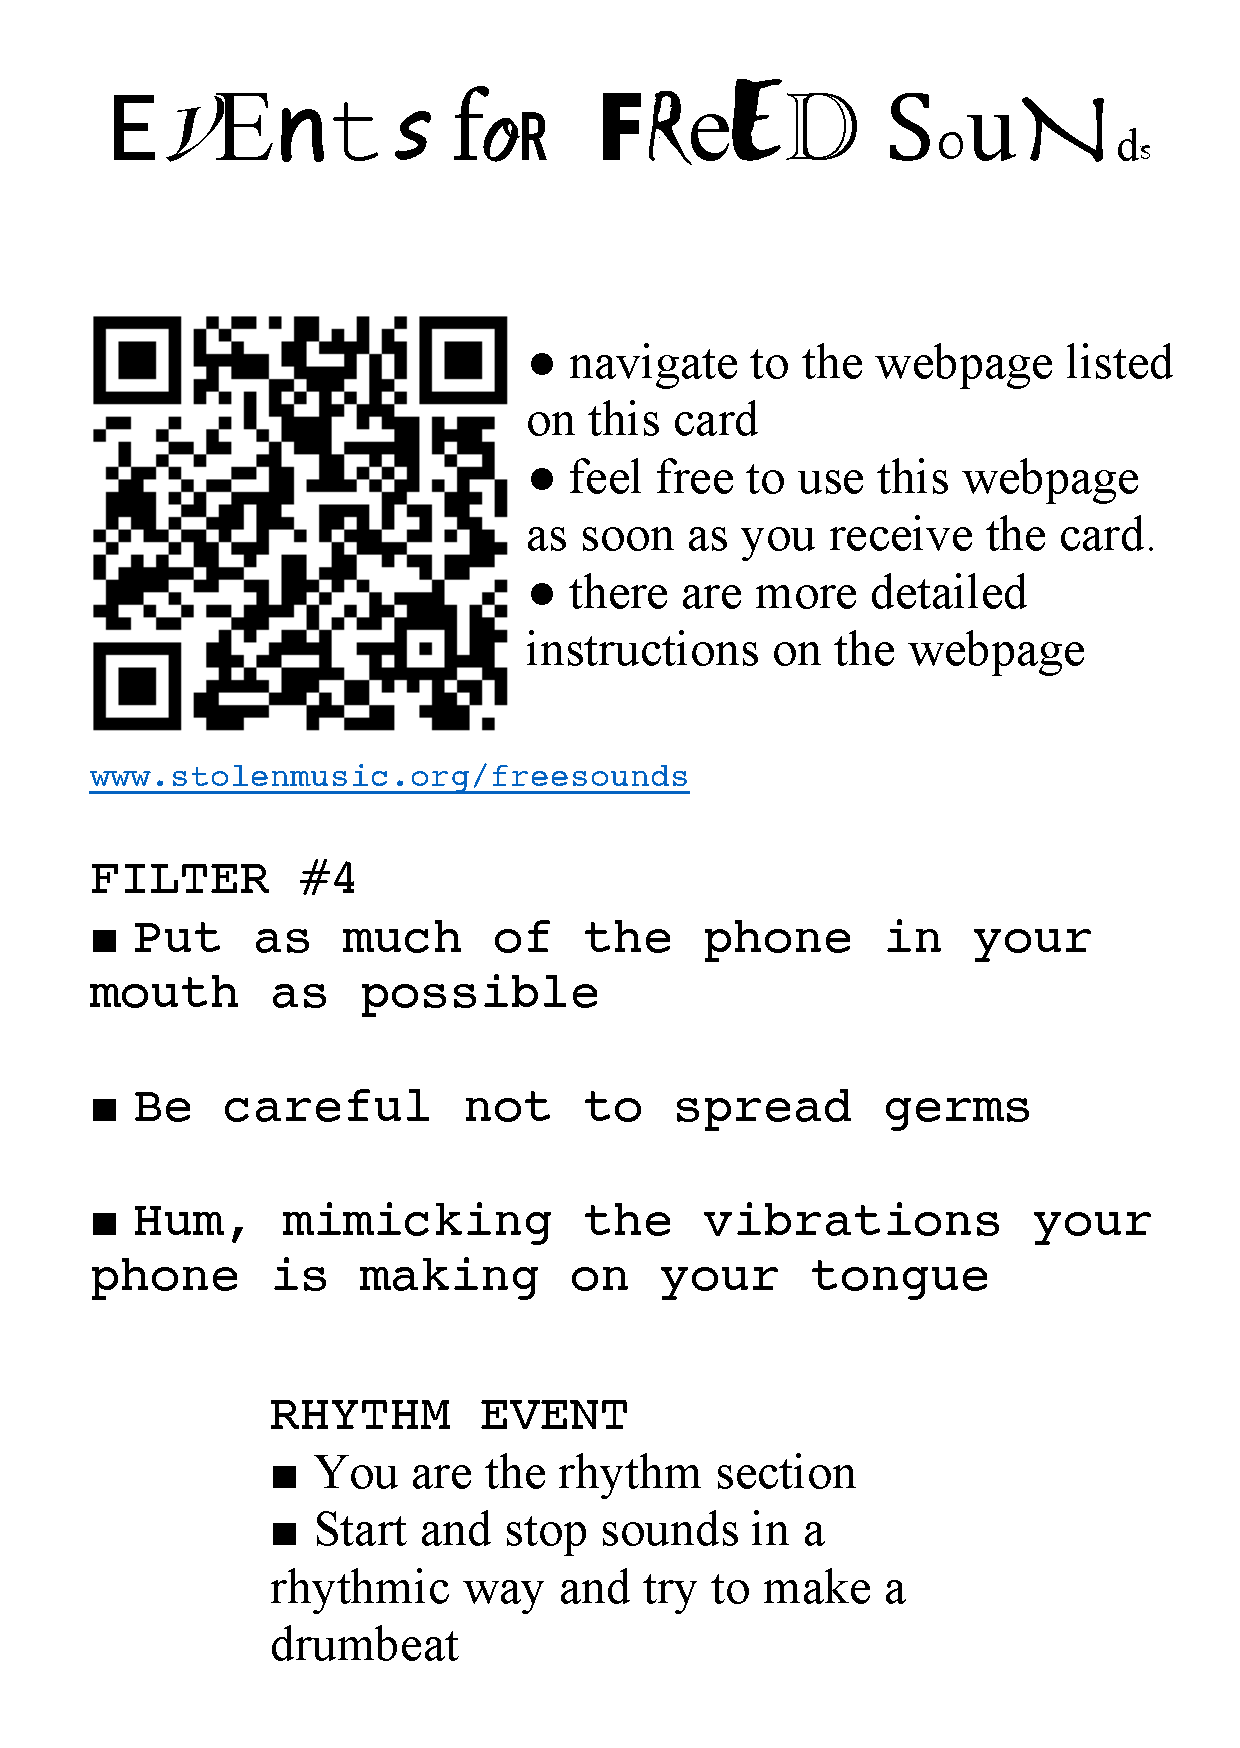 EVEnts foR FReED SouNds
● navigate to the webpage listed
on this card
● feel free to use this webpage
as soon as you receive the card.
● there are more detailed
instructions on the webpage
www.stolenmusic.org/freesounds
FILTER #4
■ Put as much of the phone in your
mouth as possible
■ Be careful not to spread germs
■ Hum, mimicking the vibrations your
phone is making on your tongue
RHYTHM EVENT
■ You are the rhythm section
■ Start and stop sounds in a
rhythmic way and try to make a
drumbeat